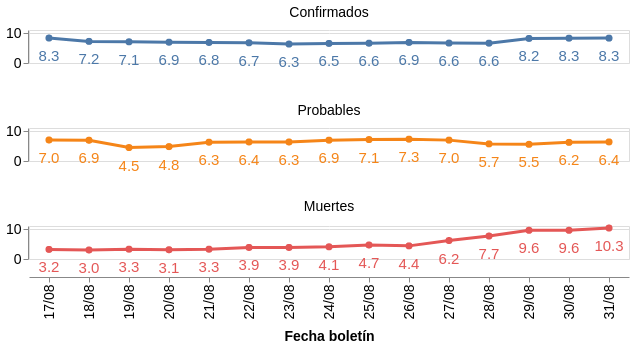 Confirmados
10
0
8.3 7.2 7.1 6.9 6.8 6.7 6.3 6.5 6.6 6.9 6.6 6.6 8.2 8.3 8.3
Probables
10
0
7.0 6.9 4.5 4.8 6.3 6.4 6.3 6.9 7.1 7.3 7.0 5.7 5.5 6.2 6.4
Muertes
10
0
3.2 3.0 3.3 3.1 3.3 3.9 3.9 4.1 4.7 4.4 6.2 7.7 9.6 9.6 10.3
17/08 18/08 19/08 20/08 21/08 22/08 23/08 24/08 25/08 26/08 27/08 28/08 29/08 30/08 31/08
Fecha boletín